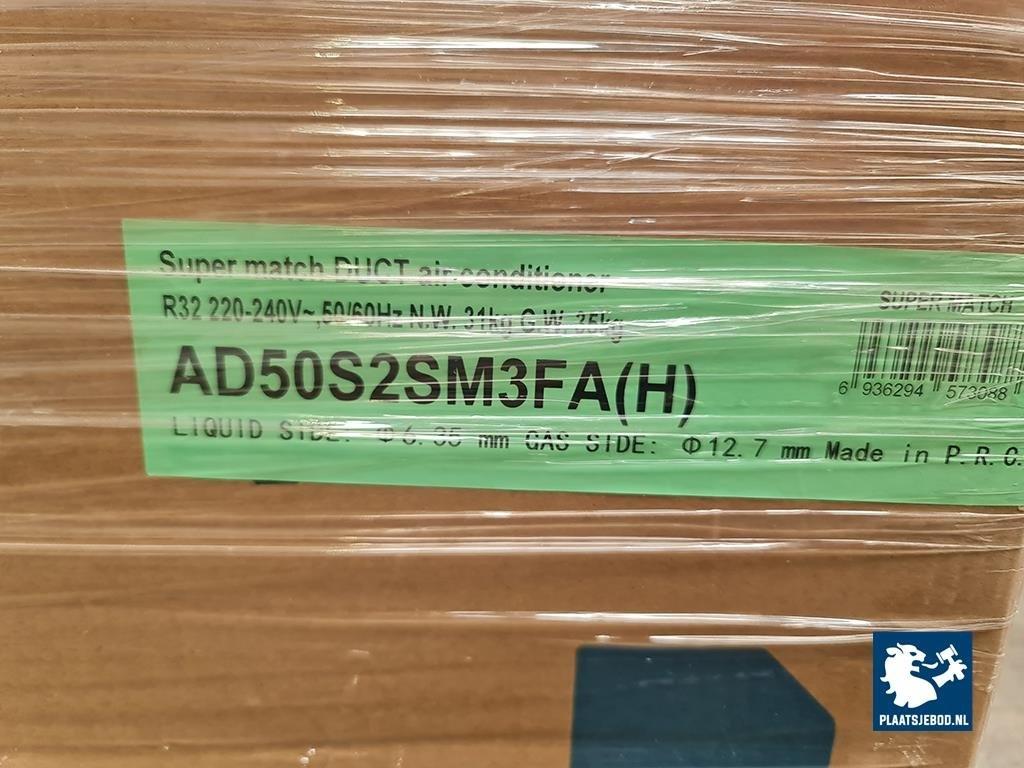 Super match DUCT air conditioner
R32 220-240V~,50/60Hz N.W. 31kg G.W. 35kg
AD50S2SM3FA(H)
LIQUID SIDE: Φ6.35 mm GAS SIDE: Φ12.7 mm Made in P.R.C.
SUPER MATCH
6 936294 573088
PLAATSJEBOD.NL